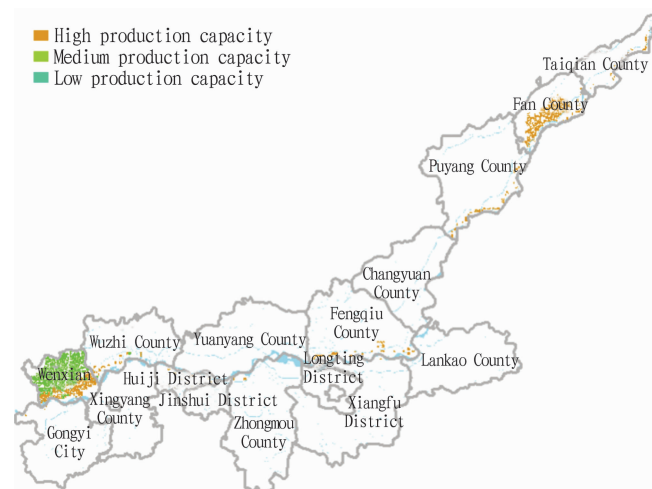 High production capacity
Medium production capacity
Low production capacity
Taiqian County
Fan County
Puyang County
Changyuan
County
Fengqiu
County
Wuzhi County
Yuanyang County
Lankao County
Longting
District
Wenxian
Huiji District
Xingyang
County
Jinshui District
Xiangfu
District
Gongyi
City
Zhongmou
County